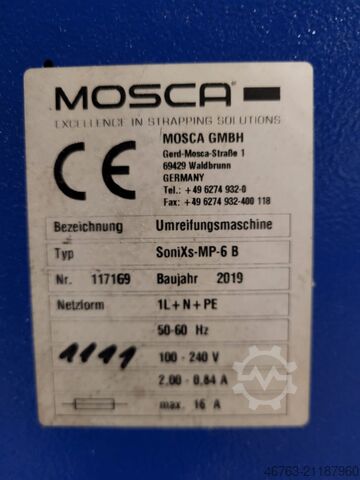 MOSCA
EXCELLENCE IN STRAPPING SOLUTIONS
CE
MOSCA GMBH
Gerd-Mosca-Straße 1
69429 Waldbrunn
GERMANY
Tel.: +49 6274 932-0
Fax: +49 6274 932-400 118
Bezeichnung Umreifungsmaschine
Typ SoniXs-MP-6 B
Nr. 117169 Baujahr 2019
Netzform 1L+N+PE
50-60 Hz
1111 100-240 V
2.00-0.84 A
max. 16 A
46763-21187960